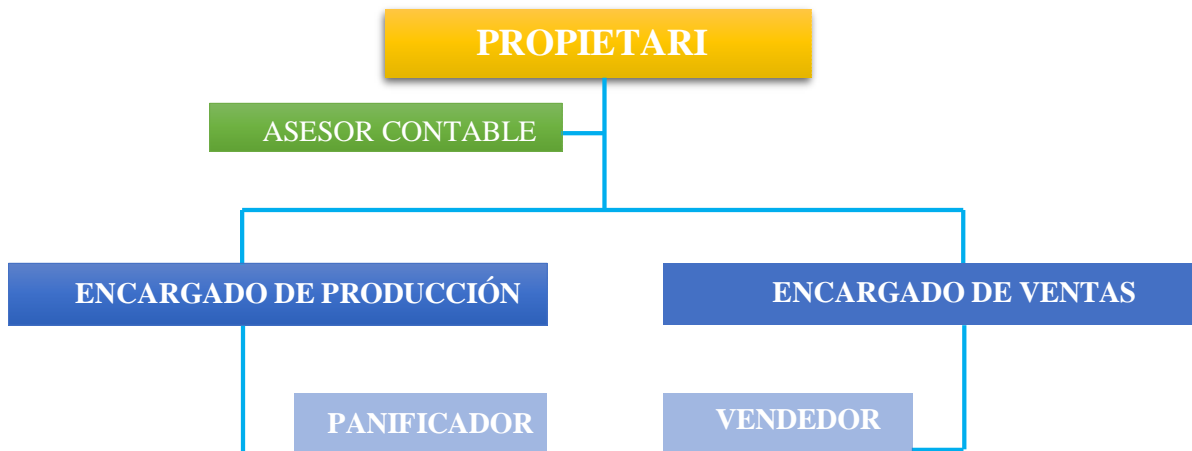 PROPIETARI
ASESOR CONTABLE
ENCARGADO DE PRODUCCIÓN
ENCARGADO DE VENTAS
PANIFICADOR
VENDEDOR